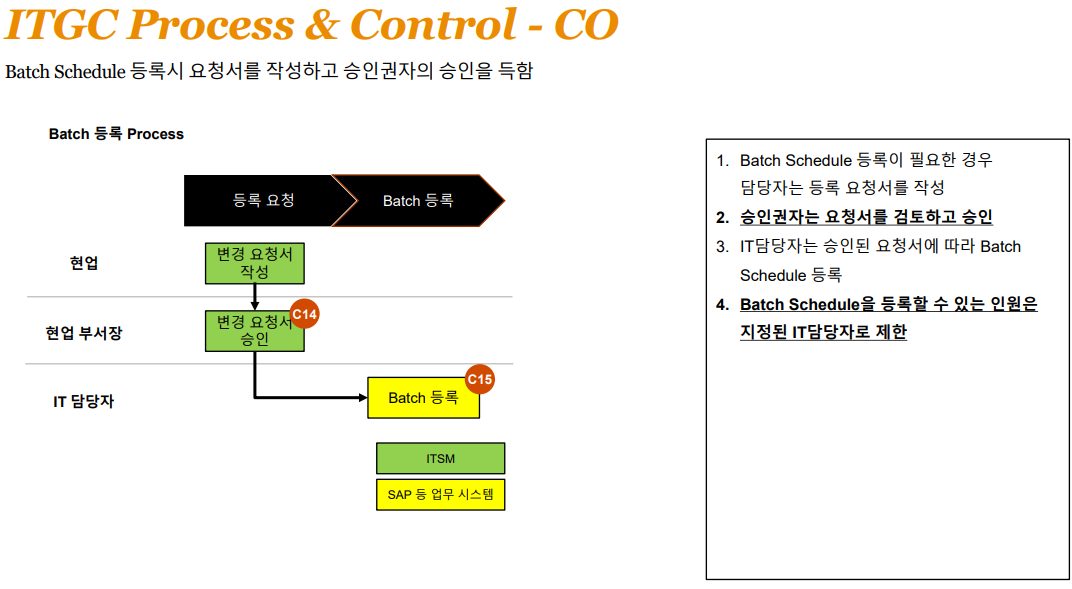 ITGC Process & Control - CO
Batch Schedule 등록시 요청서를 작성하고 승인권자의 승인을 득함
Batch 등록 Process
등록 요청
Batch 등록
현업
변경 요청서
작성
현업 부서장
변경 요청서
승인
C14
IT 담당자
Batch 등록
C15
ITSM
SAP 등 업무 시스템
1. Batch Schedule 등록이 필요한 경우
담당자는 등록 요청서를 작성
2. 승인권자는 요청서를 검토하고 승인
3. IT담당자는 승인된 요청서에 따라 Batch
Schedule 등록
4. Batch Schedule을 등록할 수 있는 인원은
지정된 IT담당자로 제한